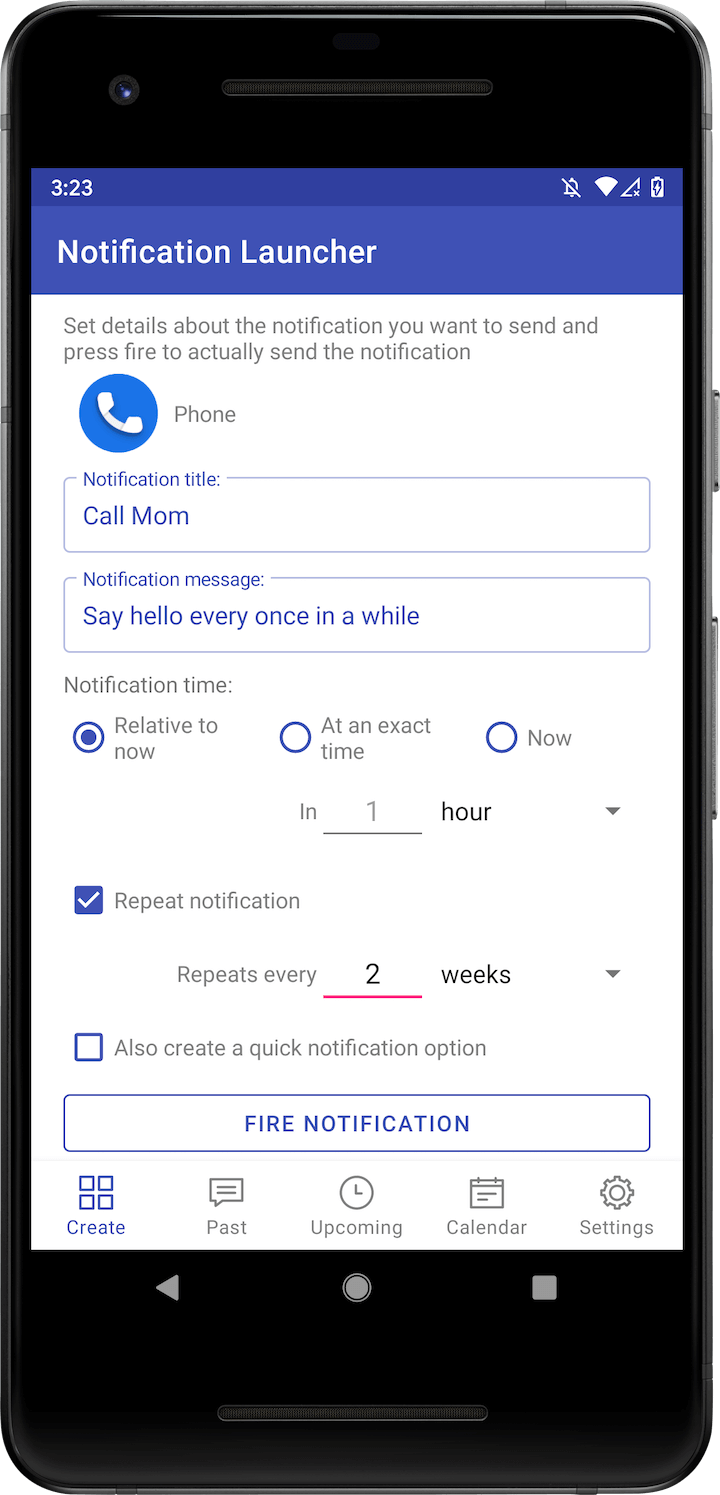 3:23
Notification Launcher
Set details about the notification you want to send and
press fire to actually send the notification
Phone
Notification title:
Call Mom
Notification message:
Say hello every once in a while
Notification time:
Relative to
now
At an exact
time
Now
In 1 hour
Repeat notification
Repeats every 2 weeks
Also create a quick notification option
FIRE NOTIFICATION
Create Past Upcoming Calendar Settings